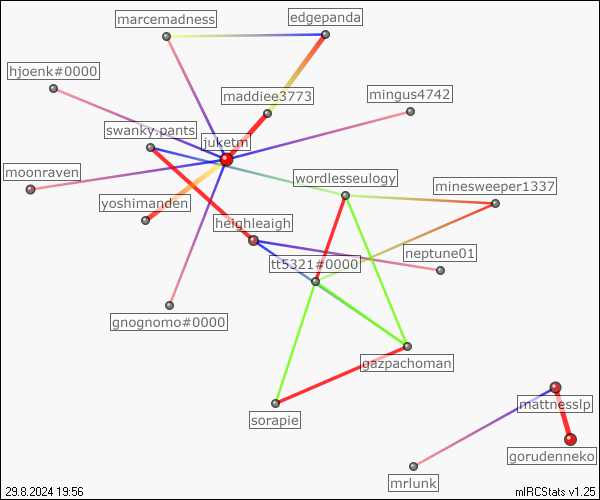 marcemadness
edgepanda
hjoenk#0000
maddiee3773
mingus4742
swanky.pants
juketm
moonraven
wordlesseulogy
minesweeper1337
yoshimanden
heighleaigh
neptune01
tt5321#0000
gnognomo#0000
gazpachoman
mattnesslp
sorapie
gorudenneko
mrlunk
29.8.2024 19:56
mIRCStats v1.25